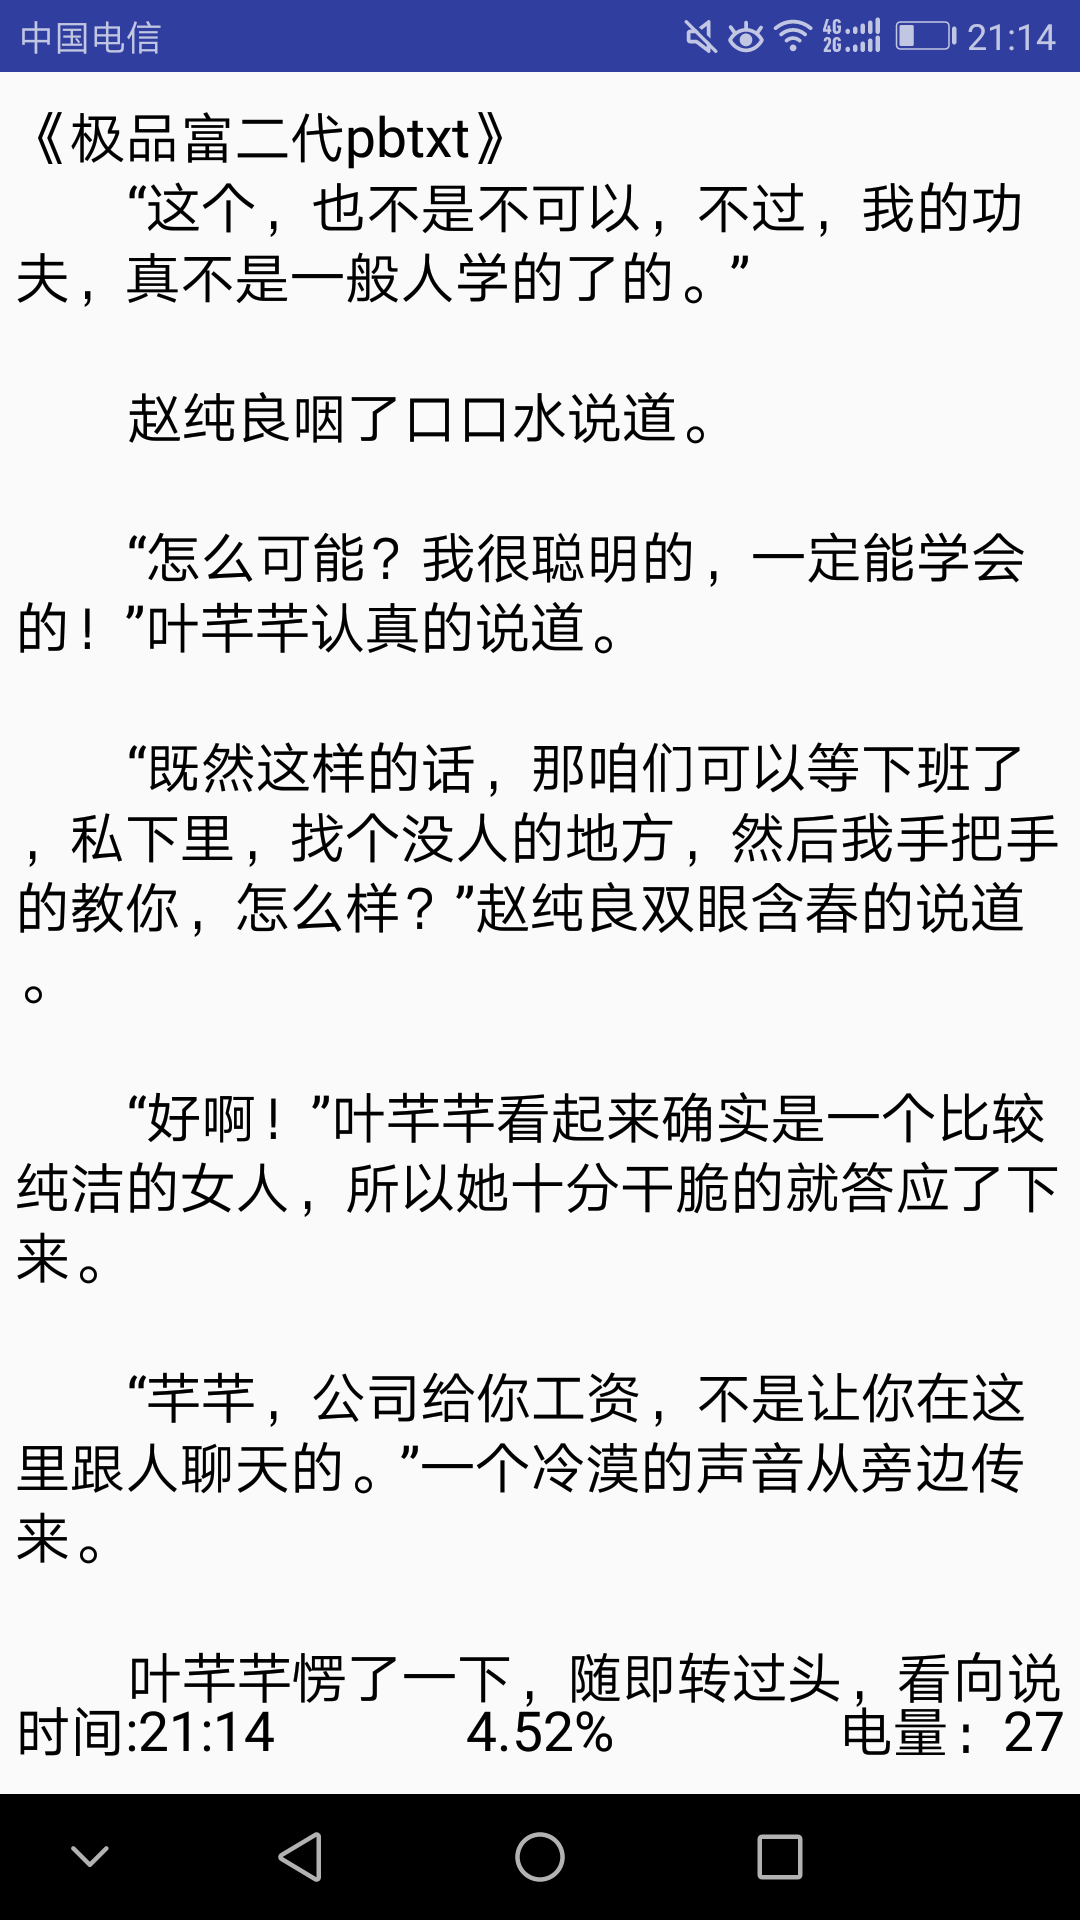 中国电信 4G 2G 21:14
《极品富二代pbtxt》
“这个，也不是不可以，不过，我的功
夫，真不是一般人学的了的。”
赵纯良咽了口口水说道。
“怎么可能？我很聪明的，一定能学会
的！”叶芊芊认真的说道。
“既然这样的话，那咱们可以等下班了
，私下里，找个没人的地方，然后我手把手
的教你，怎么样？”赵纯良双眼含春的说道
。
“好啊！”叶芊芊看起来确实是一个比较
纯洁的女人，所以她十分干脆的就答应了下
来。
“芊芊，公司给你工资，不是让你在这
里跟人聊天的。”一个冷漠的声音从旁边传
来。
叶芊芊愣了一下，随即转过头，看向说
时间:21:14 4.52% 电量：27